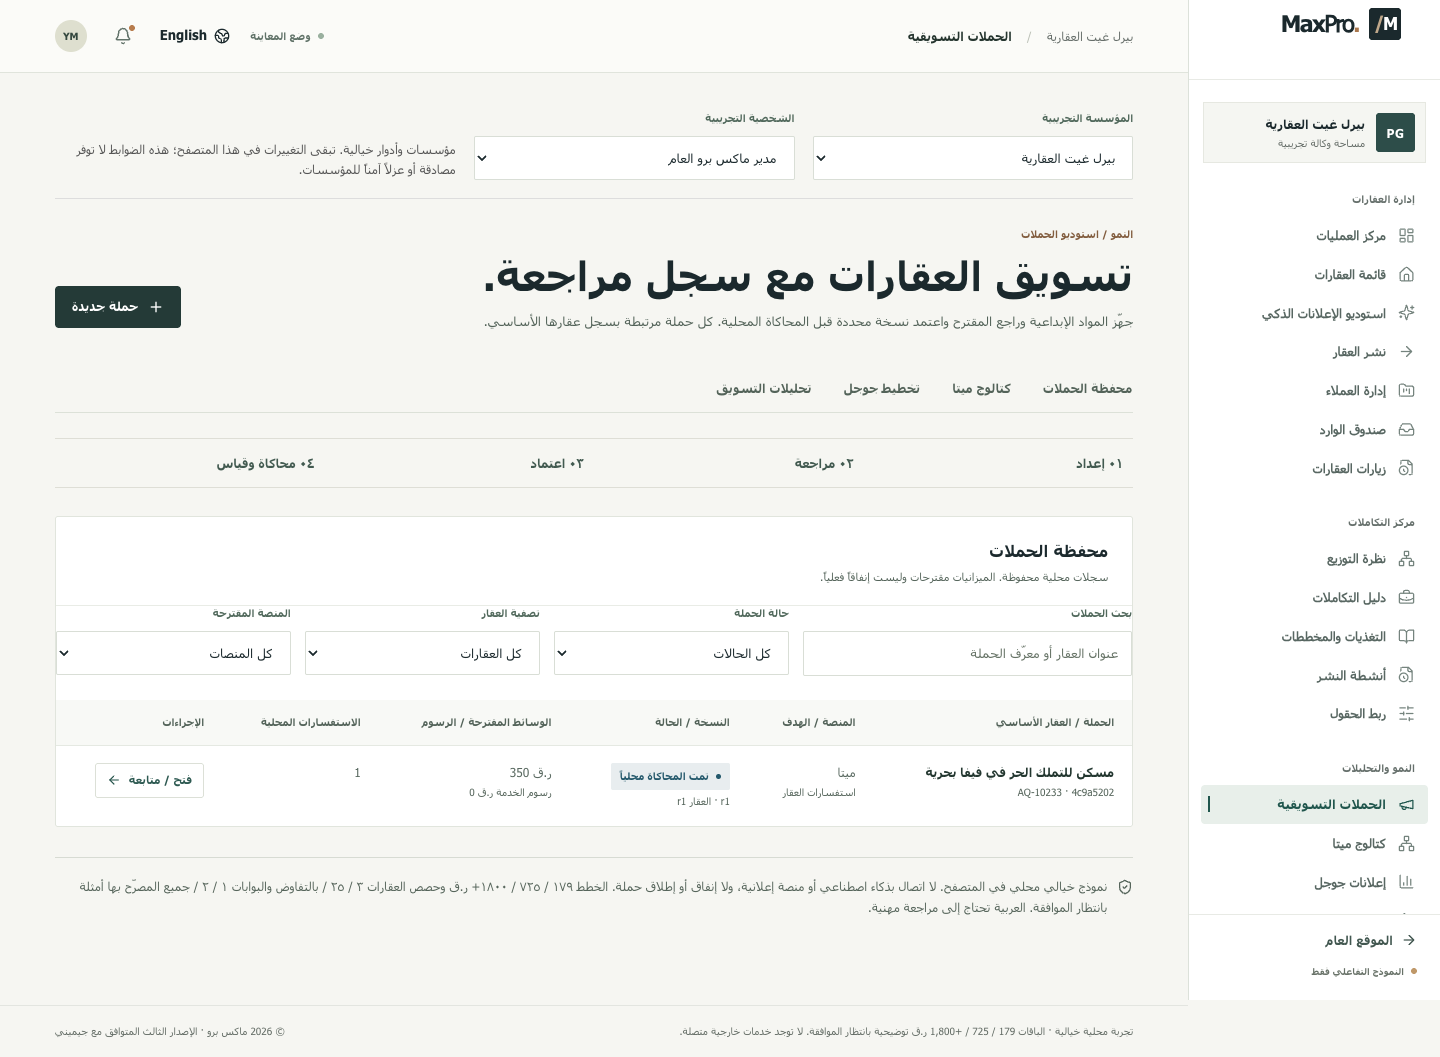 MaxPro.
/M
بيرل غيت العقارية
مساحة وكالة تجريبية
PG
إدارة العقارات
مركز العمليات
قائمة العقارات
استوديو الإعلانات الذكي
نشر العقار
إدارة العملاء
صندوق الوارد
زيارات العقارات
مركز التكاملات
نظرة التوزيع
دليل التكاملات
التغذيات والمخططات
أنشطة النشر
ربط الحقول
النمو والتحليلات
الحملات التسويقية
كتالوج ميتا
إعلانات جوجل
الموقع العام
النموذج التفاعلي فقط
بيرل غيت العقارية / الحملات التسويقية
وضع المعاينة
English
YM
المؤسسة التجريبية
بيرل غيت العقارية
الشخصية التجريبية
مدير ماكس برو العام
مؤسسات وأدوار خيالية. تبقى التغييرات في هذا المتصفح؛ هذه الضوابط لا توفر
مصادقة أو عزلاً آمناً للمؤسسات.
النمو / استوديو الحملات
تسويق العقارات مع سجل مراجعة.
جهّز المواد الإبداعية وراجع المقترح واعتمد نسخة محددة قبل المحاكاة المحلية. كل حملة مرتبطة بسجل عقارها الأساسي.
حملة جديدة
محفظة الحملات كتالوج ميتا تخطيط جوجل تحليلات التسويق
٠١ إعداد ٠٢ مراجعة ٠٣ اعتماد ٠٤ محاكاة وقياس
محفظة الحملات
سجلات محلية محفوظة. الميزانيات مقترحات وليست إنفاقاً فعلياً.
بحث الحملات حالة الحملة تصفية العقار المنصة المقترحة
عنوان العقار أو معرّف الحملة كل الحالات كل العقارات كل المنصات
الحملة / العقار الأساسي المنصة / الهدف النسخة / الحالة الوسائط المقترحة / الرسوم الاستفسارات المحلية الإجراءات
مسكن للتملك الحر في فيفا بحرية ميتا تمت المحاكاة محلياً ر.ق 350 1 فتح / متابعة
AQ-10233 · 4c9a5202 استفسارات العقار r1 · العقار r1 رسوم الخدمة ر.ق 0
نموذج خيالي محلي في المتصفح. لا اتصال بذكاء اصطناعي أو منصة إعلانية، ولا إنفاق أو إطلاق حملة. الخطط ١٧٩ / ٧٢٥ / ١٨٠٠+ ر.ق وحصص العقارات ٣ / ٢٥ / بالتفاوض والبوابات ١ / ٢ / جميع المصرّح بها أمثلة
بانتظار الموافقة. العربية تحتاج إلى مراجعة مهنية.
تجربة محلية خيالية · الباقات 179 / 725 / 1,800+ ر.ق توضيحية بانتظار الموافقة. لا توجد خدمات خارجية متصلة.
© 2026 ماكس برو · الإصدار الثالث المتوافق مع جيميني